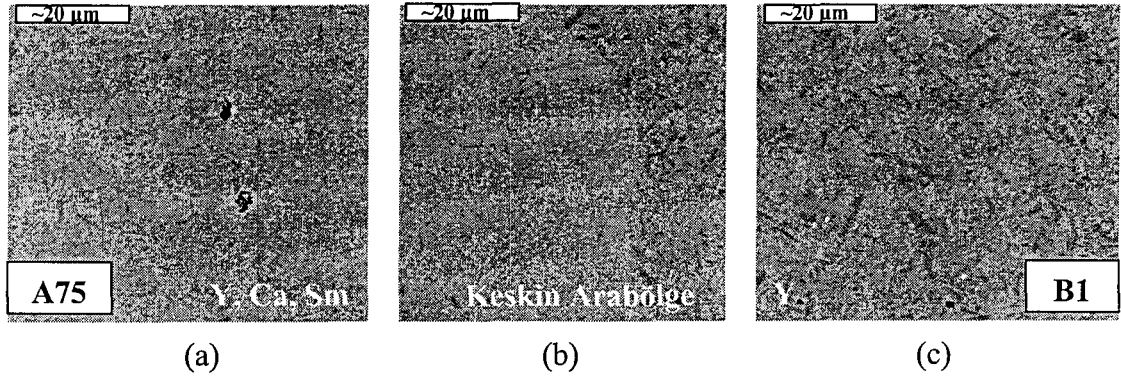 ~20 µm
A75
Y, Ca, Sm
(a)
~20 µm
Keskin Arabölge
(b)
~20 µm
Y,
B1
(c)